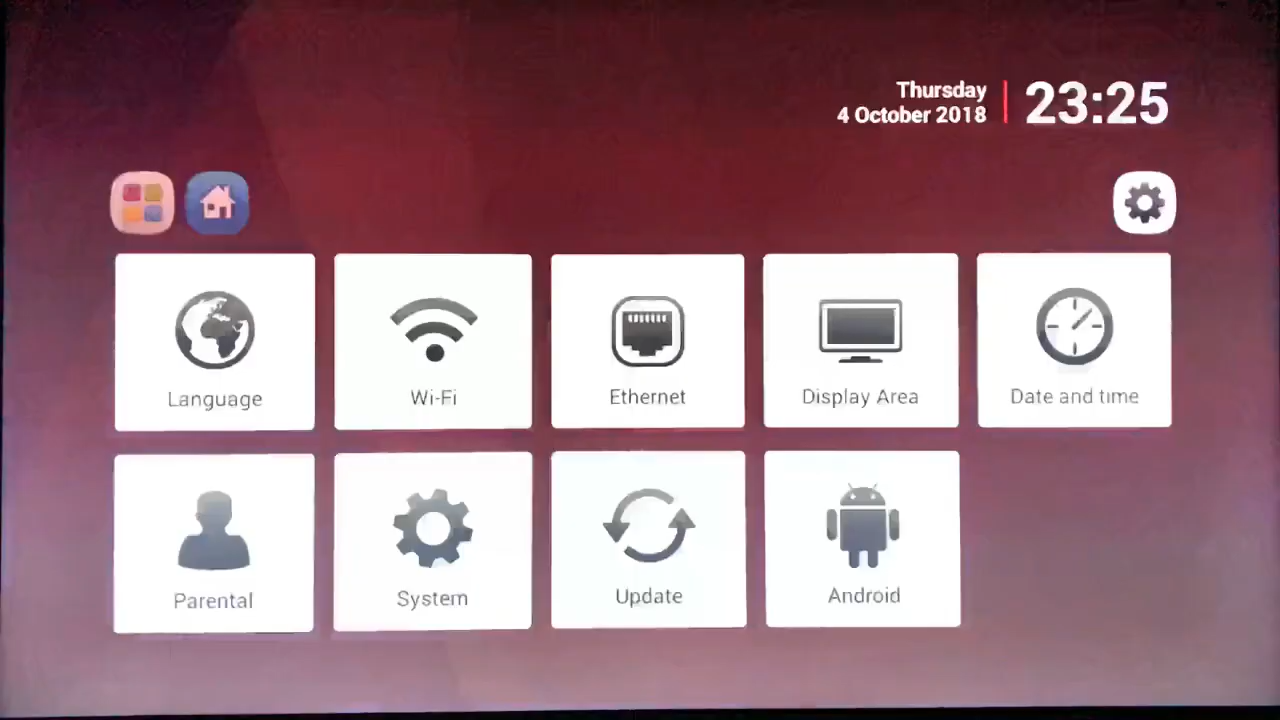 Thursday
4 October 2018
23:25
Language
Wi-Fi
Ethernet
Display Area
Date and time
Parental
System
Update
Android